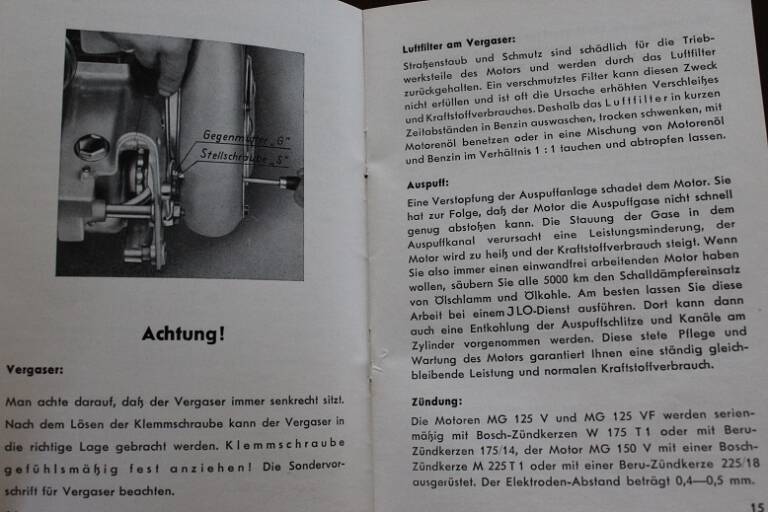 Gegenmutter „G"
Stellschraube „S"
Achtung!
Vergaser:
Man achte darauf, daß der Vergaser immer senkrecht sitzt.
Nach dem Lösen der Klemmschraube kann der Vergaser in
die richtige Lage gebracht werden. Klemmschraube
gefühlsmäßig fest anziehen! Die Sondervor-
schrift für Vergaser beachten.
Luftfilter am Vergaser:
Straßenstaub und Schmutz sind schädlich für die Trieb-
werksteile des Motors und werden durch das Luftfilter
zurückgehalten. Ein verschmutztes Filter kann diesen Zweck
nicht erfüllen und ist oft die Ursache erhöhten Verschleißes
und Kraftstoffverbrauches. Deshalb das Luftfilter in kurzen
Zeitabständen in Benzin auswaschen, trocken schwenken, mit
Motorenöl benetzen oder in eine Mischung von Motorenöl
und Benzin im Verhältnis 1 : 1 tauchen und abtropfen lassen.
Auspuff:
Eine Verstopfung der Auspuffanlage schadet dem Motor. Sie
hat zur Folge, daß der Motor die Auspuffgase nicht schnell
genug abstoßen kann. Die Stauung der Gase in dem
Auspuffkanal verursacht eine Leistungsminderung, der
Motor wird zu heiß und der Kraftstoffverbrauch steigt. Wenn
Sie also immer einen einwandfrei arbeitenden Motor haben
wollen, säubern Sie alle 5000 km den Schalldämpfereinsatz
von Ölschlamm und Ölkohle. Am besten lassen Sie diese
Arbeit bei einem JLO-Dienst ausführen. Dort kann dann
auch eine Entkohlung der Auspuffschlitze und Kanäle am
Zylinder vorgenommen werden. Diese stete Pflege und
Wartung des Motors garantiert Ihnen eine ständig gleich-
bleibende Leistung und normalen Kraftstoffverbrauch.
Zündung:
Die Motoren MG 125 V und MG 125 VF werden serien-
mäßig mit Bosch-Zündkerzen W 175 T 1 oder mit Beru-
Zündkerzen 175/14, der Motor MG 150 V mit einer Bosch-
Zündkerze M 225 T 1 oder mit einer Beru-Zündkerze 225/18
ausgerüstet. Der Elektroden-Abstand beträgt 0,4—0,5 mm.
15